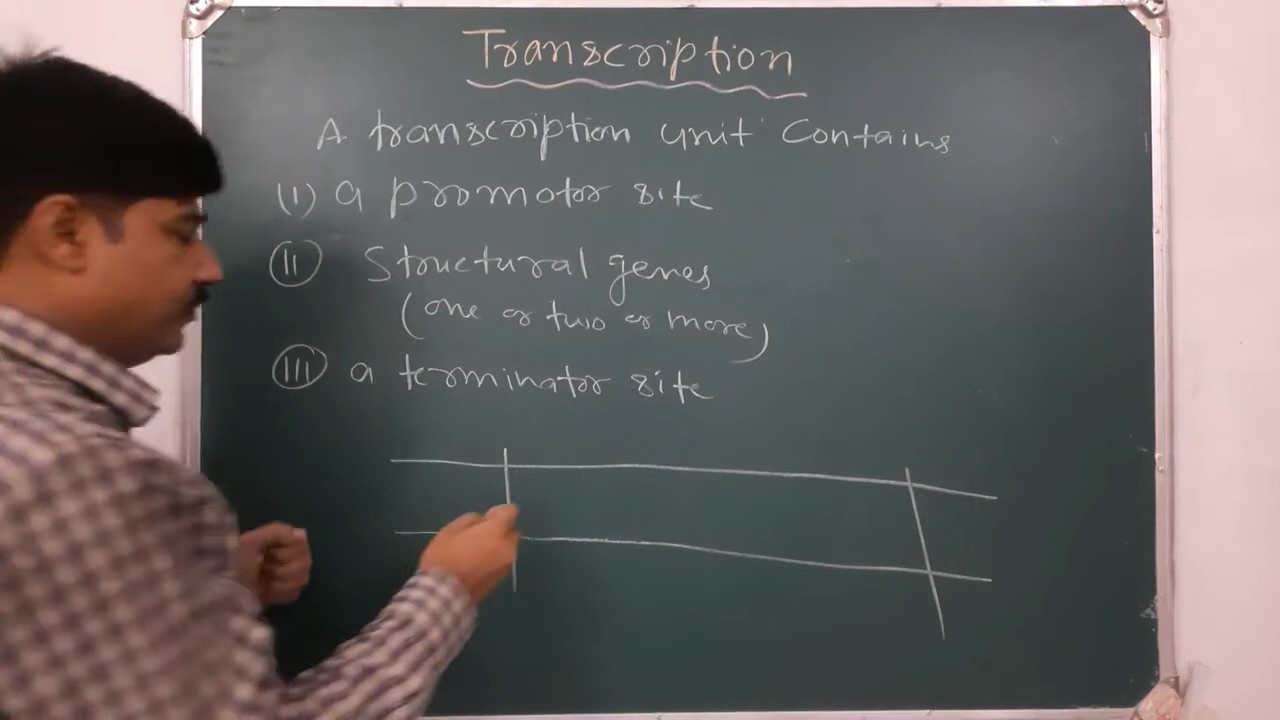 Transcription
A transcription unit contains
(I) a promotor site
(II) Structural genes
(one or two or more)
(III) a terminator site